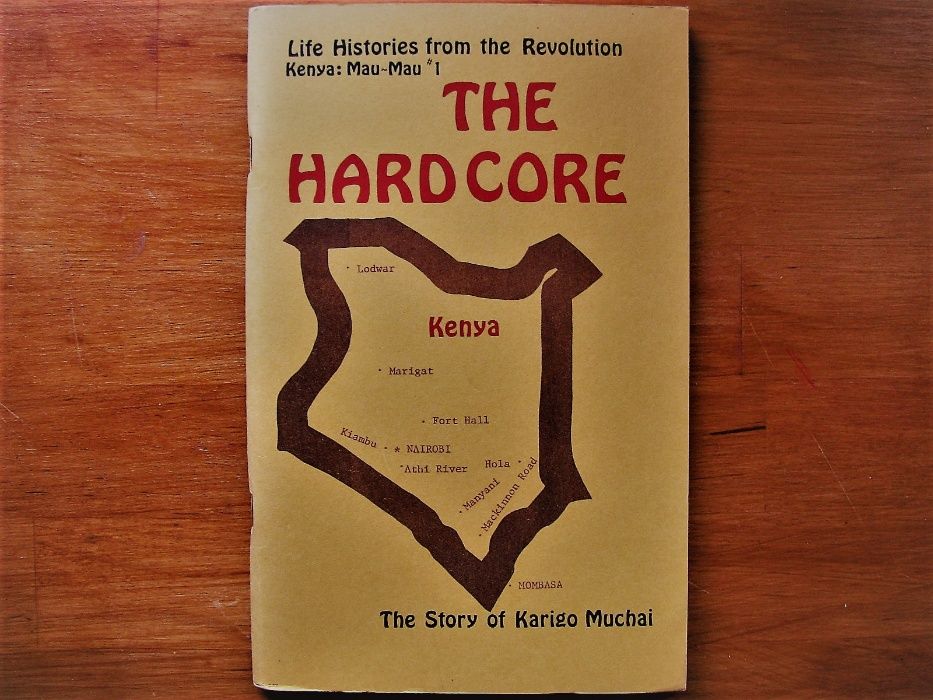 Life Histories from the Revolution
Kenya: Mau-Mau #1
THE
HARDCORE
· Lodwar
Kenya
· Marigat
· Fort Hall
Kiambu ·
* NAIROBI
·Athi River
Hola ·
· Manyani
· Mackinnon Road
· MOMBASA
The Story of Karigo Muchai